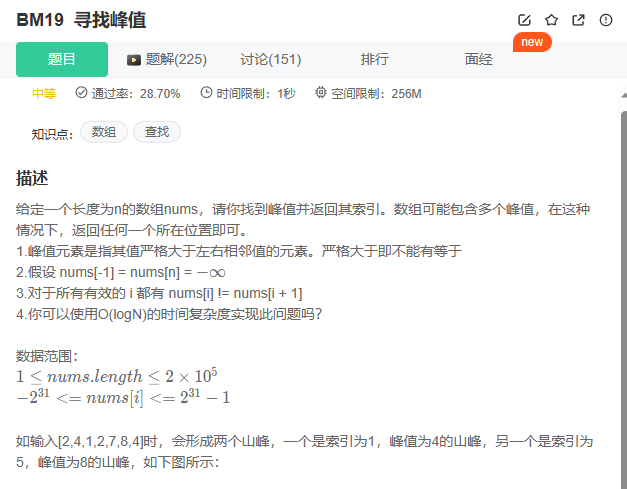 BM19 寻找峰值
new
题目 题解(225) 讨论(151) 排行 面经
中等 通过率：28.70% 时间限制：1秒 空间限制：256M
知识点： 数组 查找
描述
给定一个长度为n的数组nums，请你找到峰值并返回其索引。数组可能包含多个峰值，在这种
情况下，返回任何一个所在位置即可。
1.峰值元素是指其值严格大于左右相邻值的元素。严格大于即不能有等于
2.假设 nums[-1] = nums[n] = −∞
3.对于所有有效的 i 都有 nums[i] != nums[i + 1]
4.你可以使用O(logN)的时间复杂度实现此问题吗？
数据范围：
1 ≤ nums.length ≤ 2 × 10⁵
−2³¹ <= nums[i] <= 2³¹ − 1
如输入[2,4,1,2,7,8,4]时，会形成两个山峰，一个是索引为1，峰值为4的山峰，另一个是索引为
5，峰值为8的山峰，如下图所示：